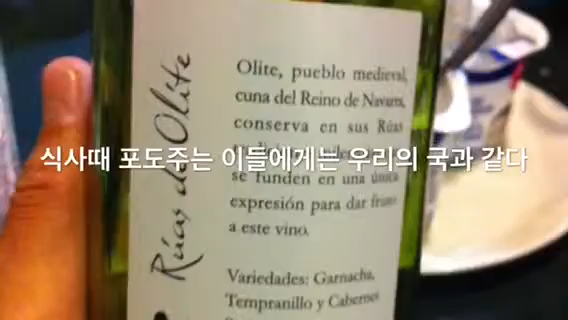 Rúas de Olite
Olite, pueblo medieval,
cuna del Reino de Navarra,
conserva en sus Rúas
식사때 포도주는 이들에게는 우리의 국과 같다
se funden en una única
expresión para dar fruto
a este vino.
Variedades: Garnacha,
Tempranillo y Cabernet